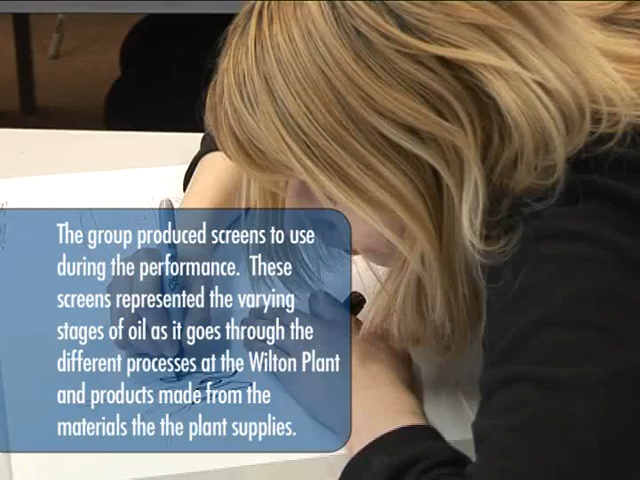 The group produced screens to use
during the performance. These
screens represented the varying
stages of oil as it goes through the
different processes at the Wilton Plant
and products made from the
materials the the plant supplies.